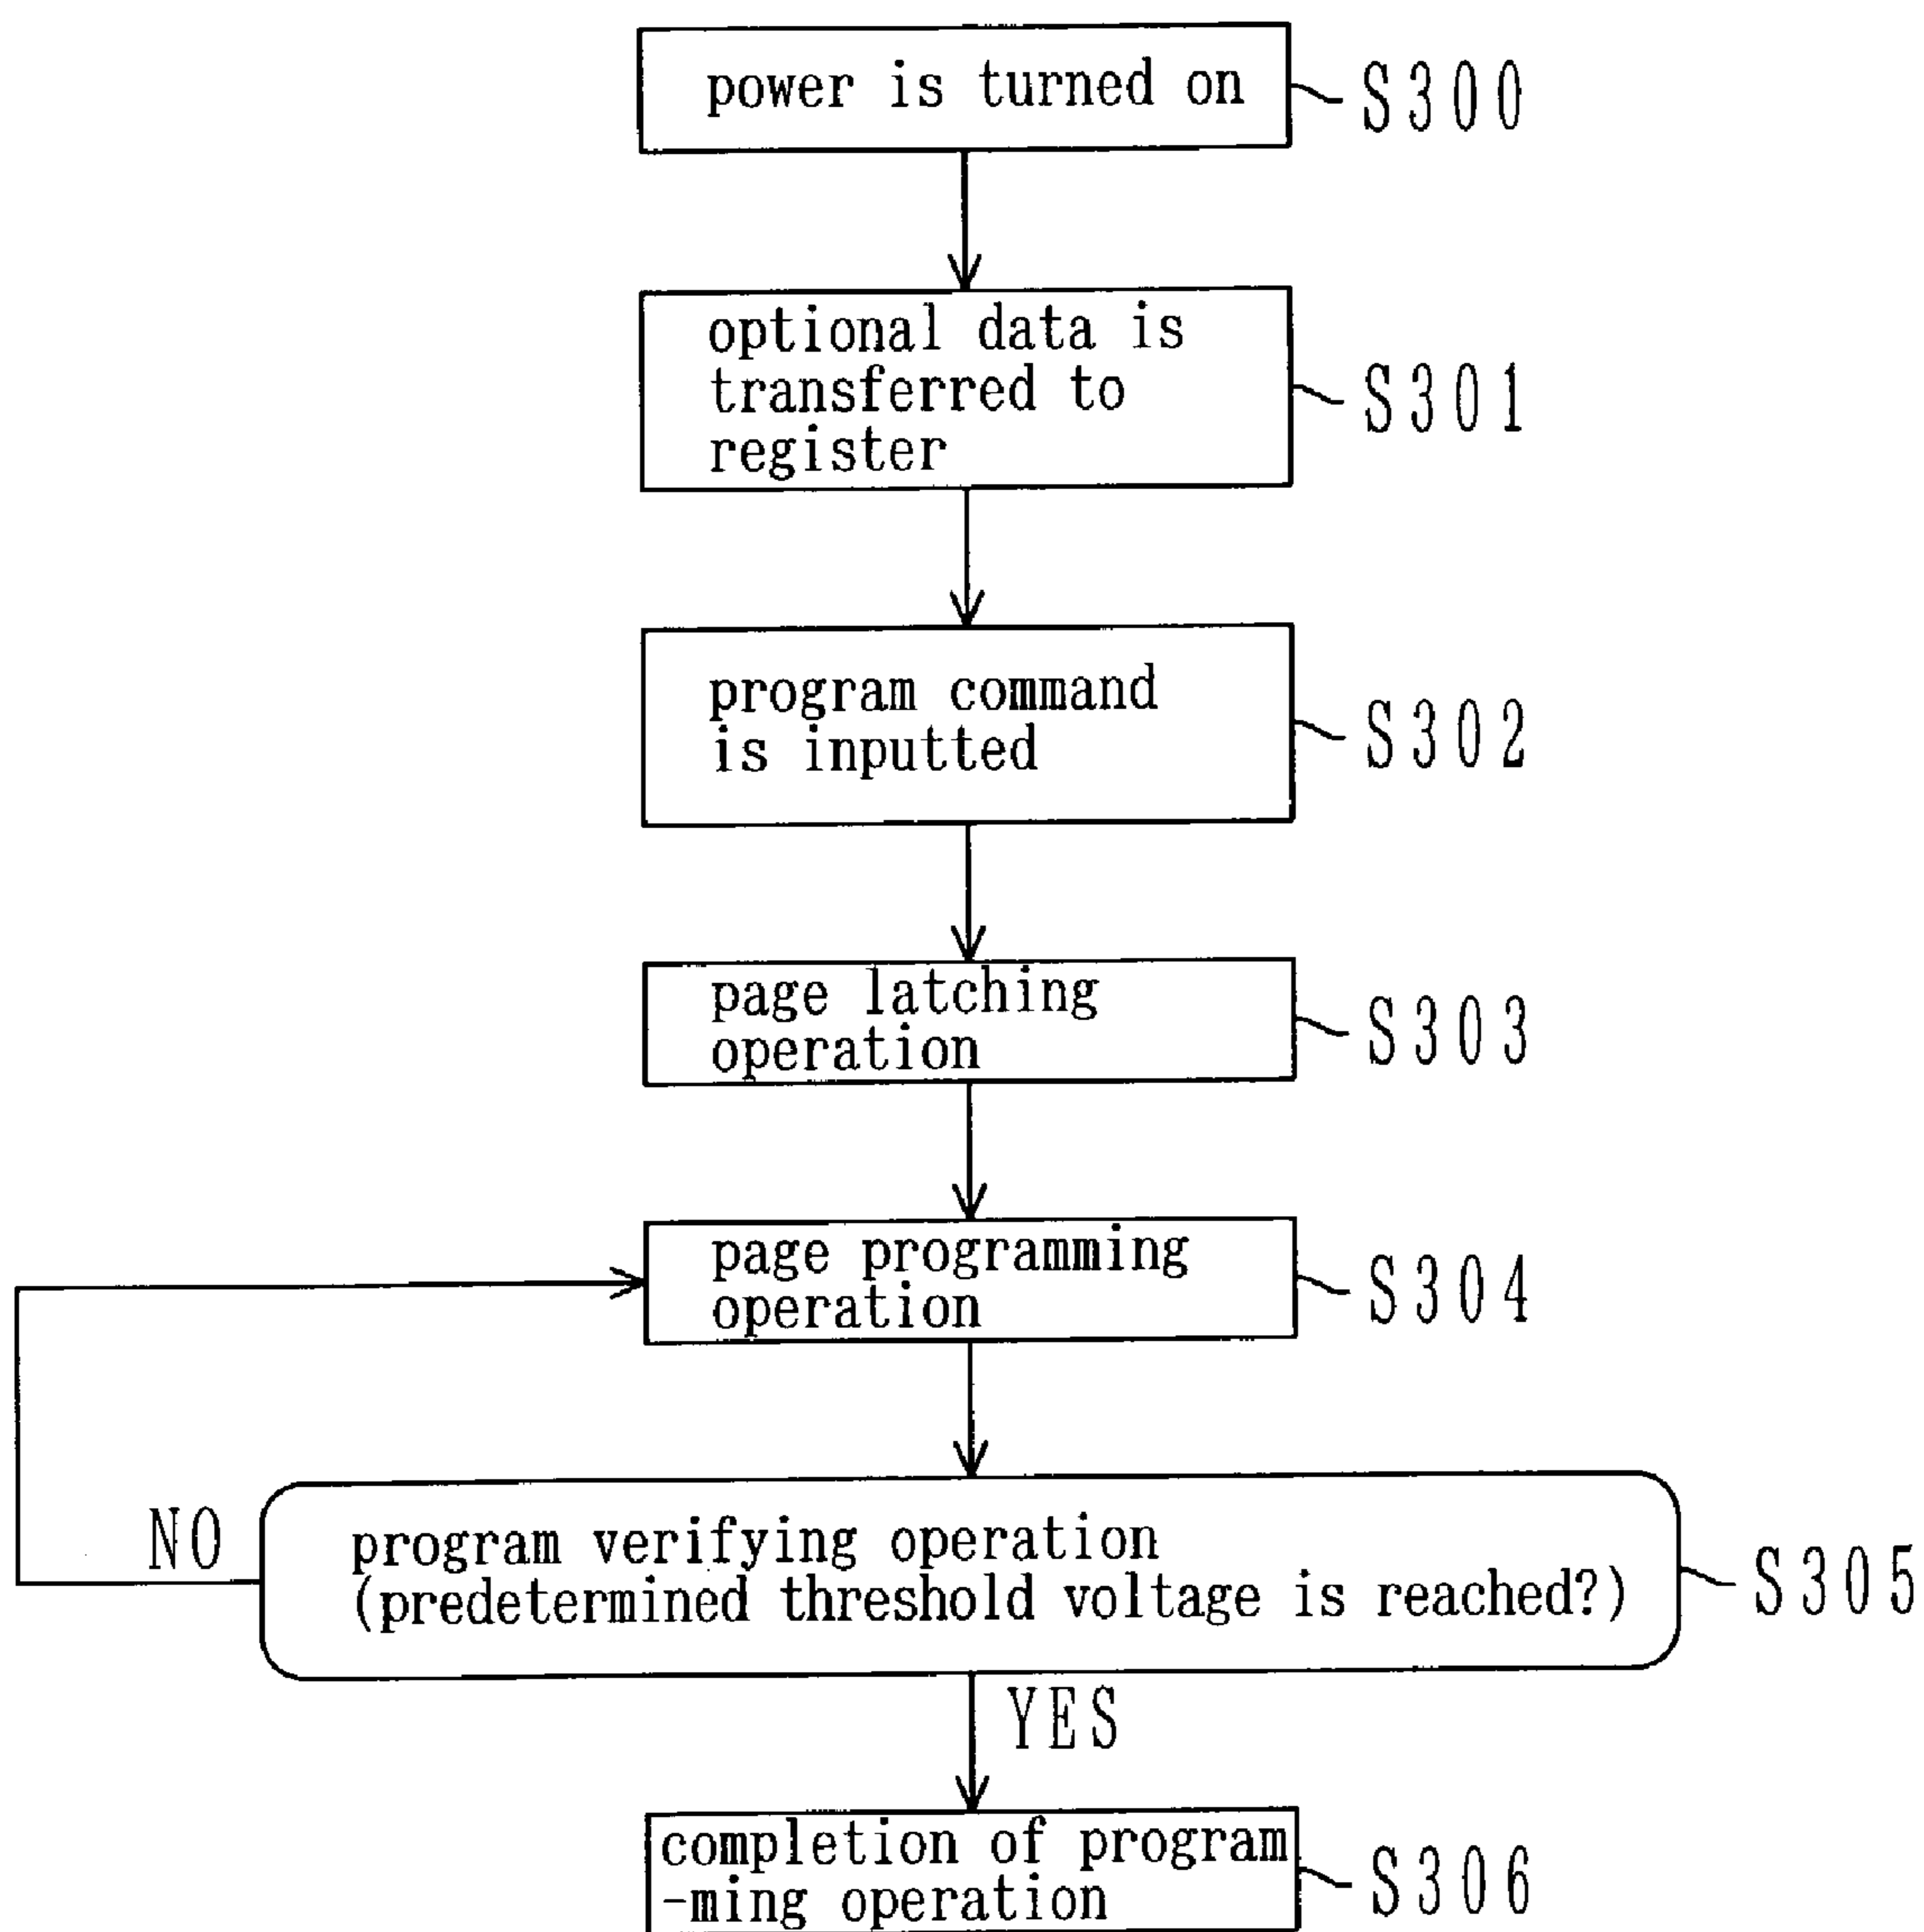 power is turned on
S300
optional data is
transferred to
register
S301
program command
is inputted
S302
page latching
operation
S303
page programming
operation
S304
NO
program verifying operation
(predetermined threshold voltage is reached?)
S305
YES
completion of program
-ming operation
S306